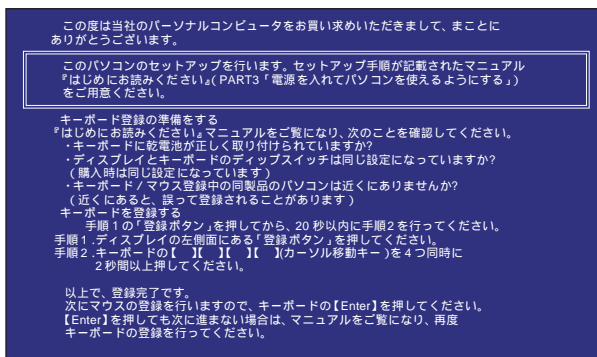 この度は当社のパーソナルコンピュータをお買い求めいただきまして、まことに
ありがとうございます。
このパソコンのセットアップを行います。セットアップ手順が記載されたマニュアル
『はじめにお読みください』(PART3「電源を入れてパソコンを使えるようにする」)
をご用意ください。
キーボード登録の準備をする
『はじめにお読みください』マニュアルをご覧になり、次のことを確認してください。
・キーボードに乾電池が正しく取り付けられていますか?
・ディスプレイとキーボードのディップスイッチは同じ設定になっていますか?
(購入時は同じ設定になっています)
・キーボード/マウス登録中の同製品のパソコンは近くにありませんか?
(近くにあると、誤って登録されることがあります)
キーボードを登録する
手順1の「登録ボタン」を押してから、20秒以内に手順2を行ってください。
手順1.ディスプレイの左側面にある「登録ボタン」を押してください。
手順2.キーボードの【 】【 】【 】【 】(カーソル移動キー)を4つ同時に
2秒間以上押してください。
以上で、登録完了です。
次にマウスの登録を行いますので、キーボードの【Enter】を押してください。
【Enter】を押しても次に進まない場合は、マニュアルをご覧になり、再度
キーボードの登録を行ってください。